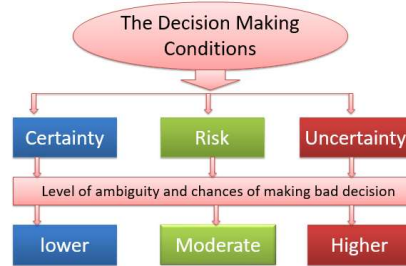 The Decision Making
Conditions
Certainty
Risk
Uncertainty
Level of ambiguity and chances of making bad decision
lower
Moderate
Higher